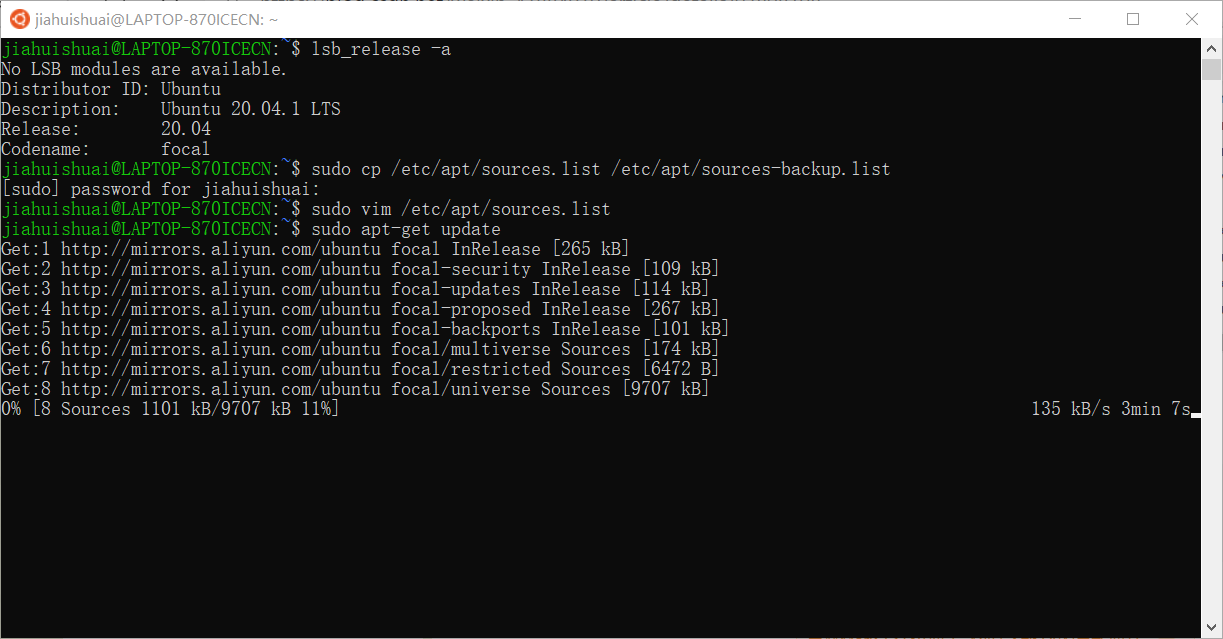 jiahuishuai@LAPTOP-870ICECN: ~
jiahuishuai@LAPTOP-870ICECN:~$ lsb_release -a
No LSB modules are available.
Distributor ID: Ubuntu
Description:    Ubuntu 20.04.1 LTS
Release:        20.04
Codename:       focal
jiahuishuai@LAPTOP-870ICECN:~$ sudo cp /etc/apt/sources.list /etc/apt/sources-backup.list
[sudo] password for jiahuishuai:
jiahuishuai@LAPTOP-870ICECN:~$ sudo vim /etc/apt/sources.list
jiahuishuai@LAPTOP-870ICECN:~$ sudo apt-get update
Get:1 http://mirrors.aliyun.com/ubuntu focal InRelease [265 kB]
Get:2 http://mirrors.aliyun.com/ubuntu focal-security InRelease [109 kB]
Get:3 http://mirrors.aliyun.com/ubuntu focal-updates InRelease [114 kB]
Get:4 http://mirrors.aliyun.com/ubuntu focal-proposed InRelease [267 kB]
Get:5 http://mirrors.aliyun.com/ubuntu focal-backports InRelease [101 kB]
Get:6 http://mirrors.aliyun.com/ubuntu focal/multiverse Sources [174 kB]
Get:7 http://mirrors.aliyun.com/ubuntu focal/restricted Sources [6472 B]
Get:8 http://mirrors.aliyun.com/ubuntu focal/universe Sources [9707 kB]
0% [8 Sources 1101 kB/9707 kB 11%] 135 kB/s 3min 7s